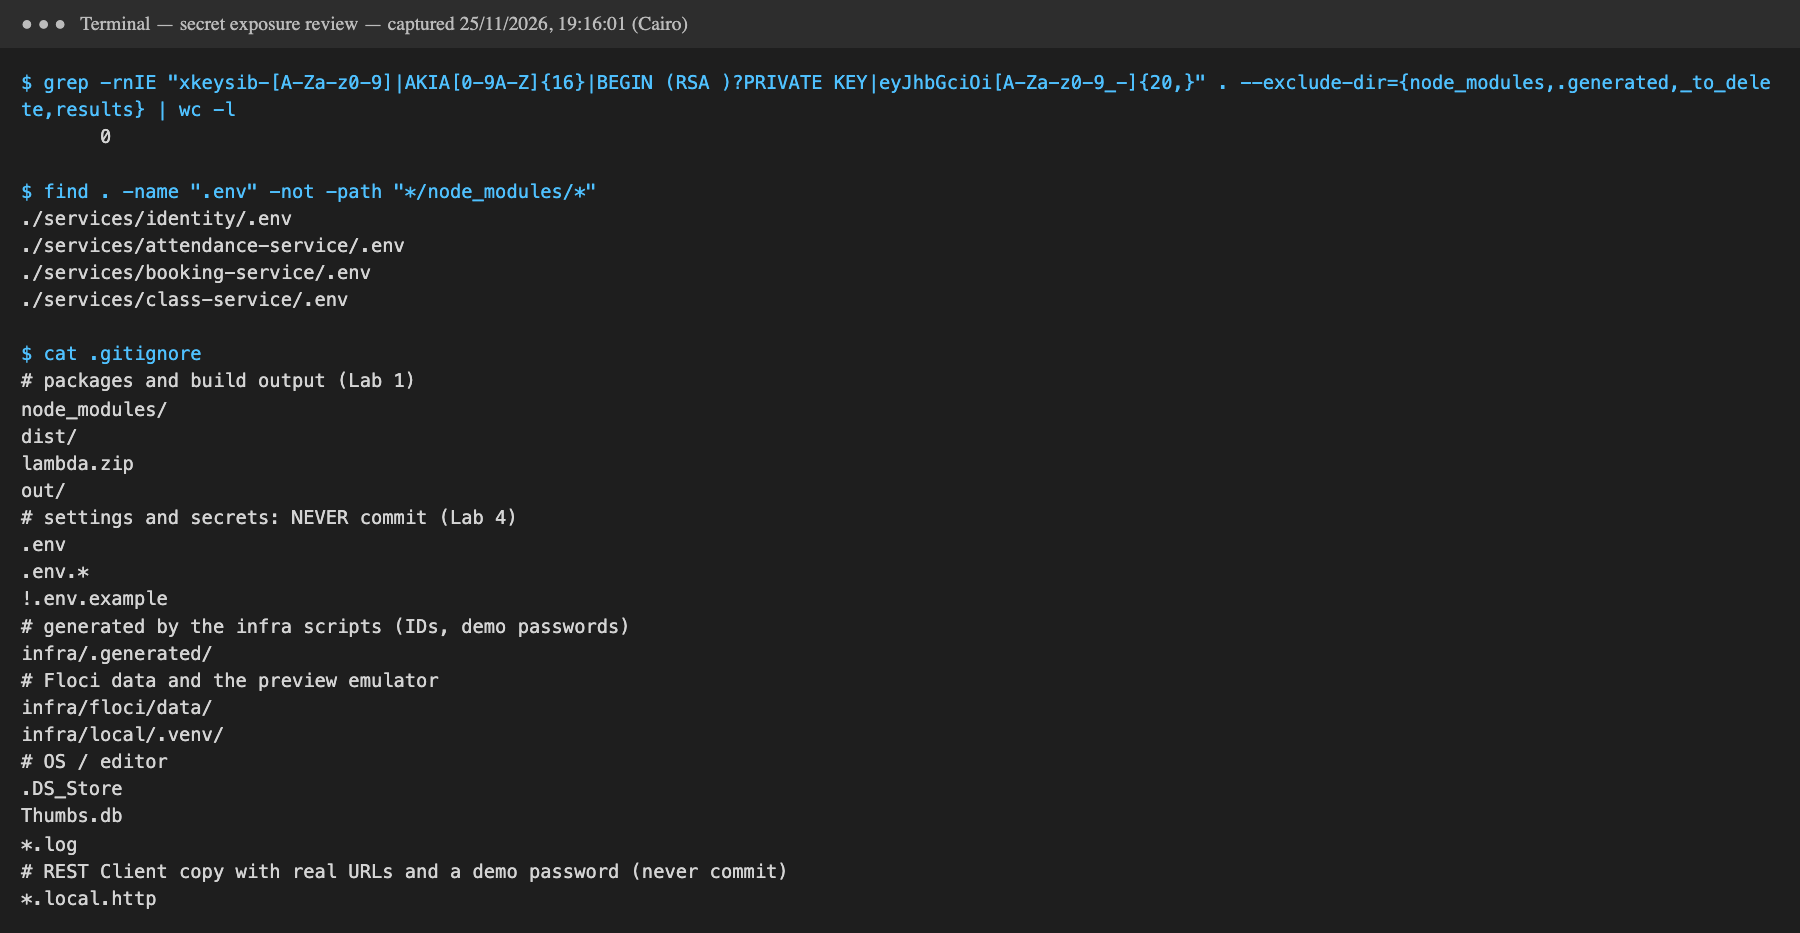 Terminal — secret exposure review — captured 25/11/2026, 19:16:01 (Cairo)
$ grep -rnIE "xkeysib-[A-Za-z0-9]|AKIA[0-9A-Z]{16}|BEGIN (RSA )?PRIVATE KEY|eyJhbGciOi[A-Za-z0-9_-]{20,}" . --exclude-dir={node_modules,.generated,_to_dele
te,results} | wc -l
0
$ find . -name ".env" -not -path "*/node_modules/*"
./services/identity/.env
./services/attendance-service/.env
./services/booking-service/.env
./services/class-service/.env
$ cat .gitignore
# packages and build output (Lab 1)
node_modules/
dist/
lambda.zip
out/
# settings and secrets: NEVER commit (Lab 4)
.env
.env.*
!.env.example
# generated by the infra scripts (IDs, demo passwords)
infra/.generated/
# Floci data and the preview emulator
infra/floci/data/
infra/local/.venv/
# OS / editor
.DS_Store
Thumbs.db
*.log
# REST Client copy with real URLs and a demo password (never commit)
*.local.http